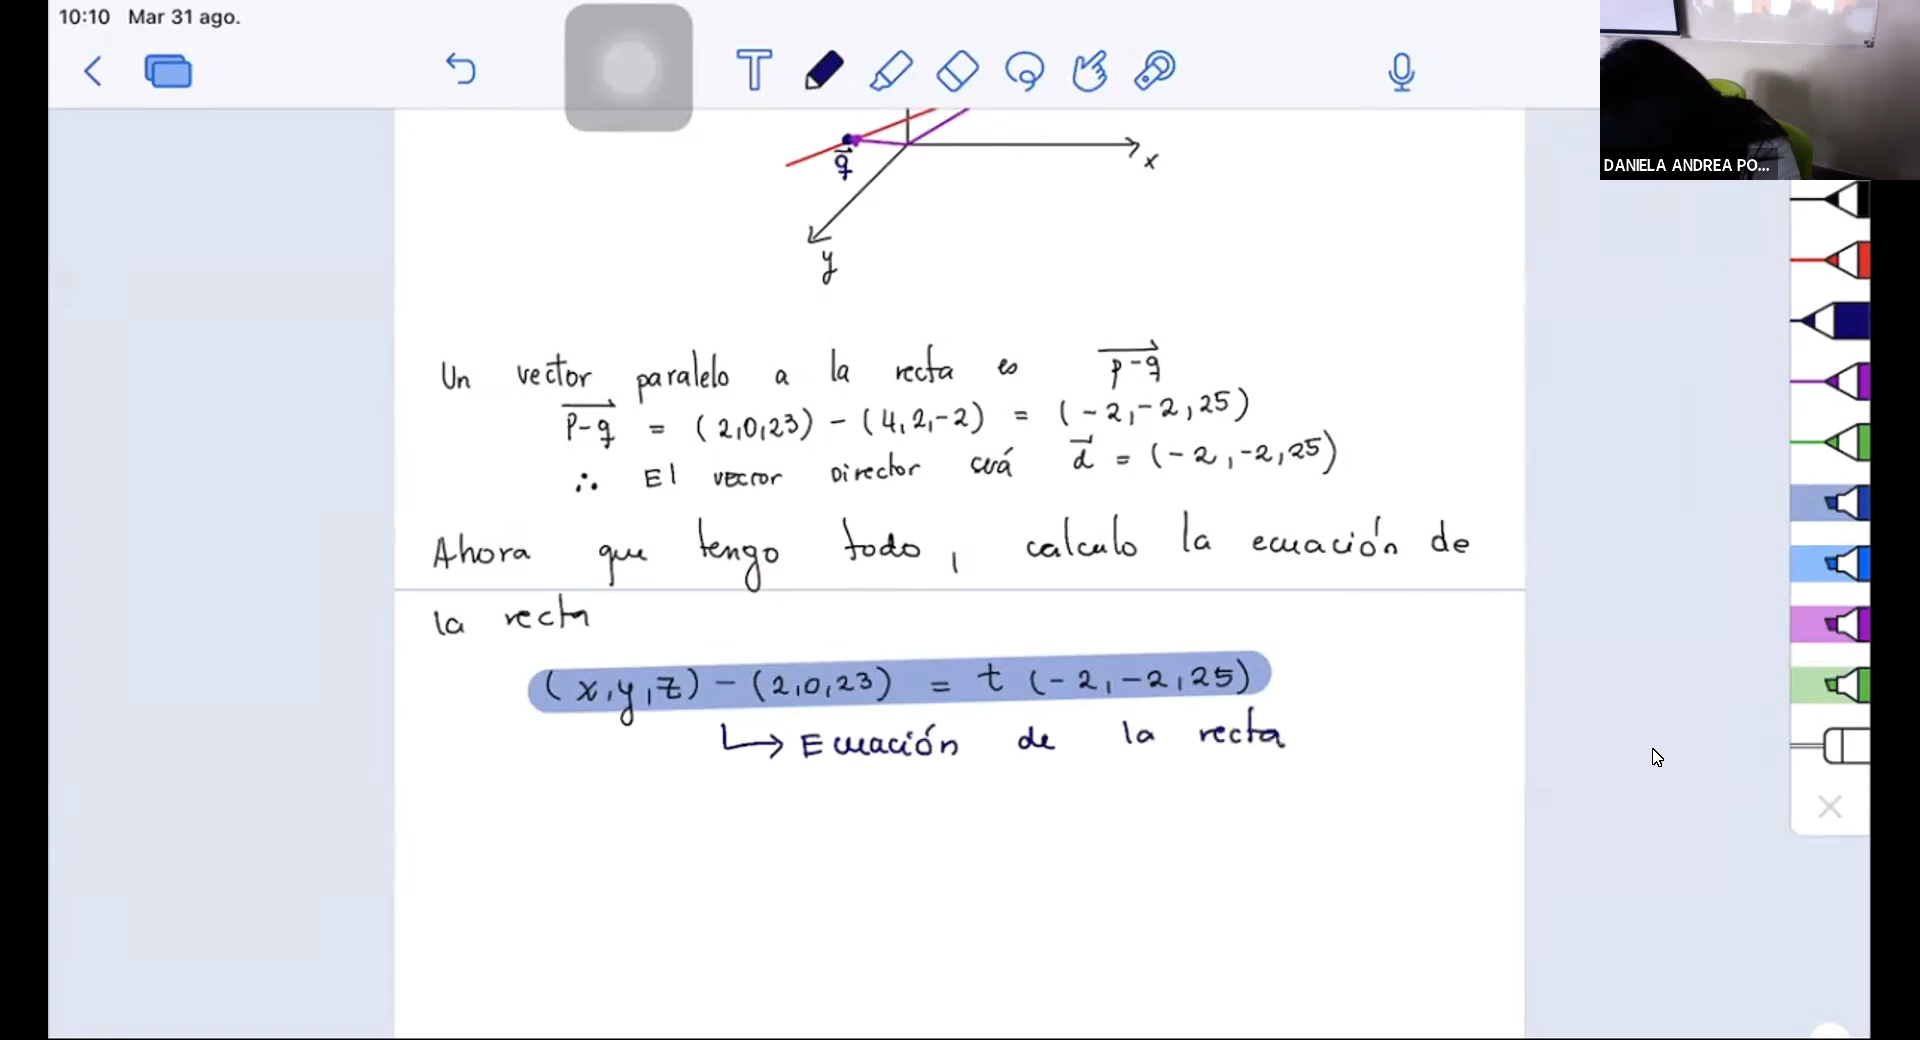 10:10 Mar 31 ago.
T
DANIELA ANDREA PO...
q
x
y
Un vector paralelo a la recta es p-q
p-q = (2,0,23) - (4,2,-2) = (-2,-2,25)
∴ El vector Director será d = (-2,-2,25)
Ahora que tengo todo, calculo la ecuación de
la recta
(x,y,z) - (2,0,23) = t (-2,-2,25)
↳ Ecuación de la recta